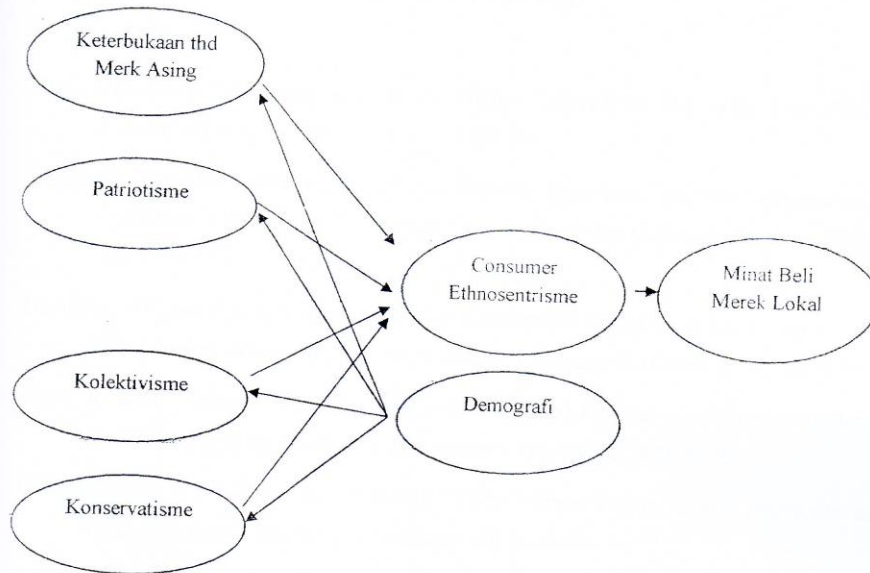 Keterbukaan thd
Merk Asing
Patriotisme
Consumer
Ethnosentrisme
Minat Beli
Merek Lokal
Kolektivisme
Demografi
Konservatisme